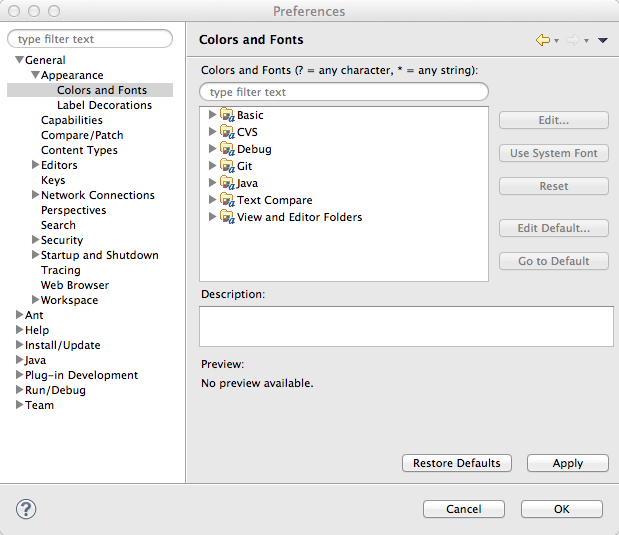 Preferences
type filter text
General
Appearance
Colors and Fonts
Label Decorations
Capabilities
Compare/Patch
Content Types
Editors
Keys
Network Connections
Perspectives
Search
Security
Startup and Shutdown
Tracing
Web Browser
Workspace
Ant
Help
Install/Update
Java
Plug-in Development
Run/Debug
Team
Colors and Fonts
Colors and Fonts (? = any character, * = any string):
type filter text
Basic
CVS
Debug
Git
Java
Text Compare
View and Editor Folders
Edit...
Use System Font
Reset
Edit Default...
Go to Default
Description:
Preview:
No preview available.
Restore Defaults
Apply
?
Cancel
OK